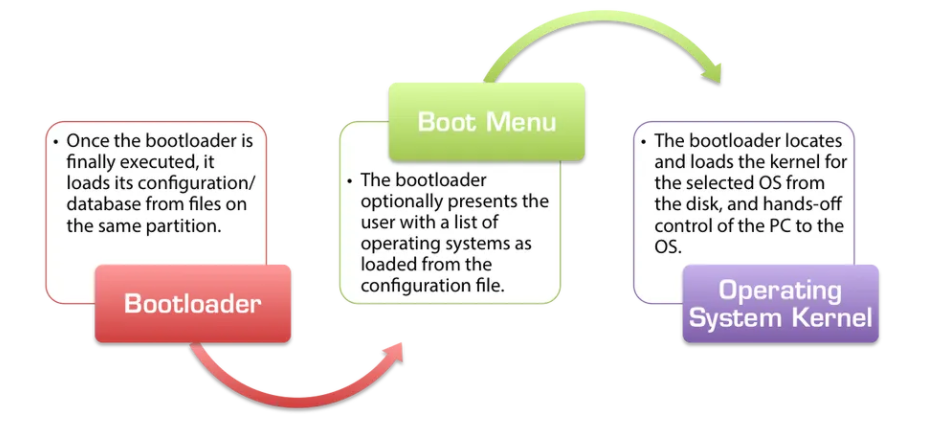 • Once the bootloader is
finally executed, it
loads its configuration/
database from files on
the same partition.
Bootloader
Boot Menu
• The bootloader
optionally presents the
user with a list of
operating systems as
loaded from the
configuration file.
• The bootloader locates
and loads the kernel for
the selected OS from
the disk, and hands-off
control of the PC to the
OS.
Operating
System Kernel